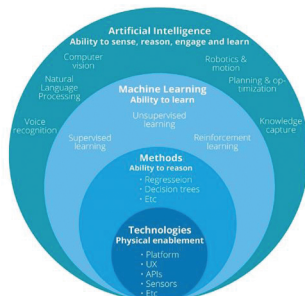 Artificial Intelligence
Ability to sense, reason, engage and learn
Computer
vision
Robotics
& motion
Natural
Language
Processing
Planning & op-
timization
Machine Learning
Ability to learn
Unsupervised
learning
Voice
recognition
Knowledge
capture
Supervised
learning
Reinforcement
learning
Methods
Ability to reason
• Regresseion
• Decision trees
• Etc
Technologies
Physical enablement
• Platform
• UX
• APIs
• Sensors
• Etc